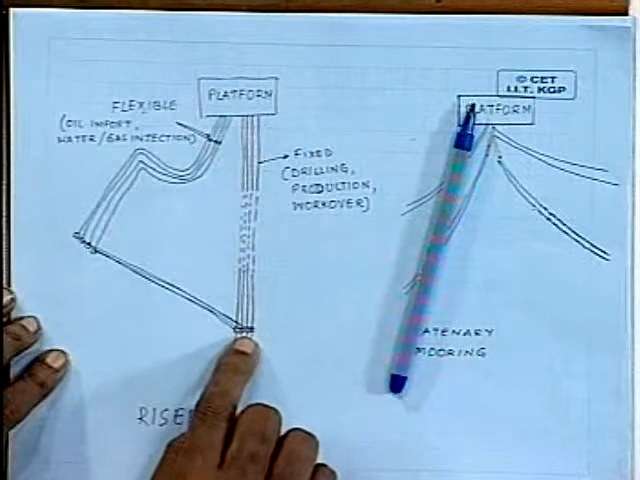 © CET
I.I.T. KGP
PLATFORM
FLEXIBLE
(OIL IMPORT,
WATER/GAS INJECTION)
FIXED
(DRILLING,
PRODUCTION,
WORKOVER)
RISE
PLATFORM
ATENARY
MOORING